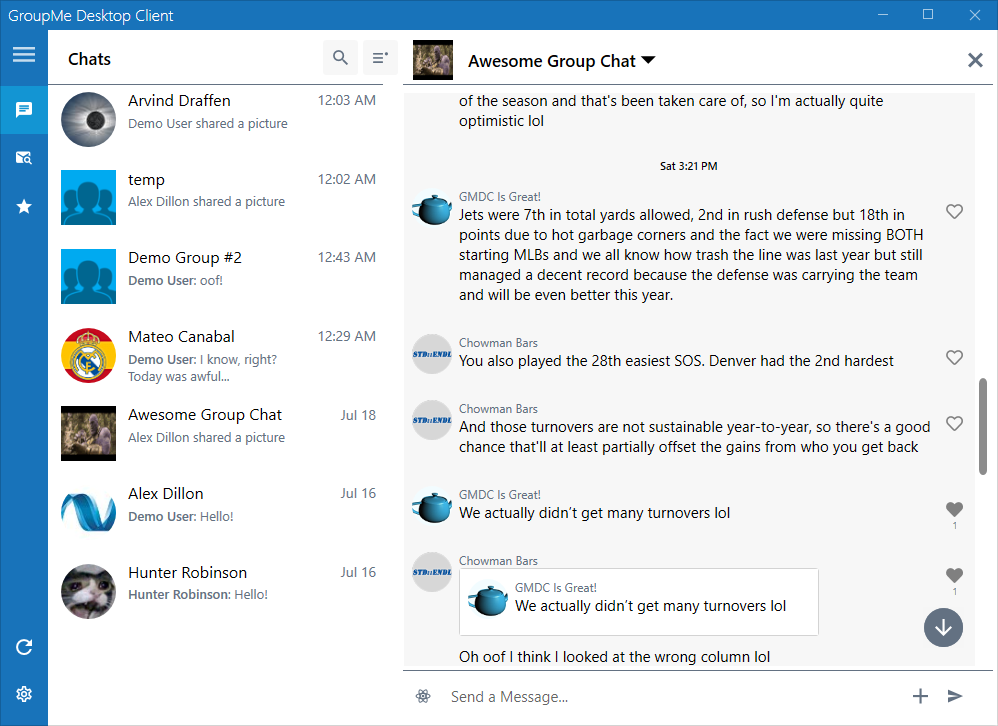 GroupMe Desktop Client
Chats
Arvind Draffen
12:03 AM
Demo User shared a picture
temp
12:02 AM
Alex Dillon shared a picture
Demo Group #2
12:43 AM
Demo User: oof!
Mateo Canabal
12:29 AM
Demo User: I know, right?
Today was awful...
Awesome Group Chat
Jul 18
Alex Dillon shared a picture
Alex Dillon
Jul 16
Demo User: Hello!
Hunter Robinson
Jul 16
Hunter Robinson: Hello!
Awesome Group Chat
of the season and that's been taken care of, so I'm actually quite
optimistic lol
Sat 3:21 PM
GMDC Is Great!
Jets were 7th in total yards allowed, 2nd in rush defense but 18th in
points due to hot garbage corners and the fact we were missing BOTH
starting MLBs and we all know how trash the line was last year but still
managed a decent record because the defense was carrying the team
and will be even better this year.
STD::ENDL
Chowman Bars
You also played the 28th easiest SOS. Denver had the 2nd hardest
STD::ENDL
Chowman Bars
And those turnovers are not sustainable year-to-year, so there's a good
chance that'll at least partially offset the gains from who you get back
GMDC Is Great!
We actually didn't get many turnovers lol
1
STD::ENDL
Chowman Bars
GMDC Is Great!
We actually didn't get many turnovers lol
1
Oh oof I think I looked at the wrong column lol
Send a Message...